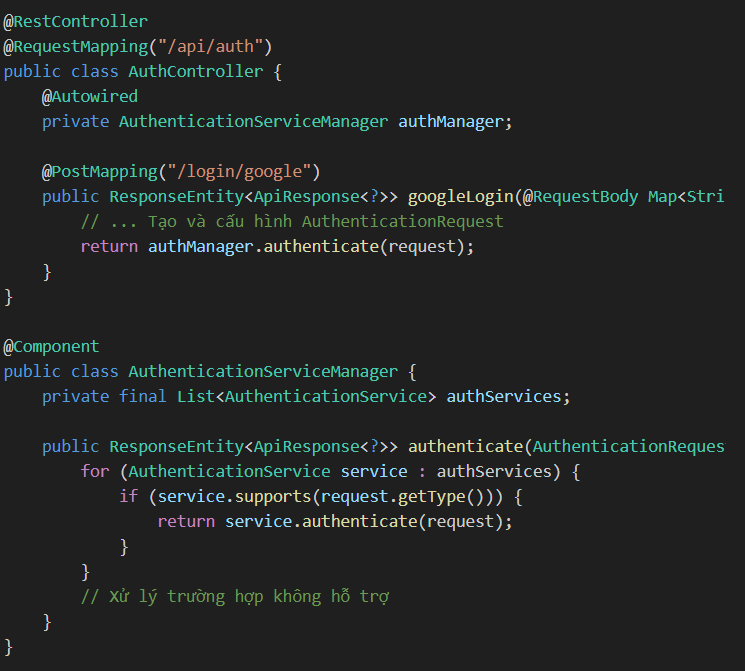 @RestController
@RequestMapping("/api/auth")
public class AuthController {
    @Autowired
    private AuthenticationServiceManager authManager;

    @PostMapping("/login/google")
    public ResponseEntity<ApiResponse<?>> googleLogin(@RequestBody Map<Stri
        // ... Tạo và cấu hình AuthenticationRequest
        return authManager.authenticate(request);
    }
}

@Component
public class AuthenticationServiceManager {
    private final List<AuthenticationService> authServices;

    public ResponseEntity<ApiResponse<?>> authenticate(AuthenticationReques
        for (AuthenticationService service : authServices) {
            if (service.supports(request.getType())) {
                return service.authenticate(request);
            }
        }
        // Xử lý trường hợp không hỗ trợ
    }
}